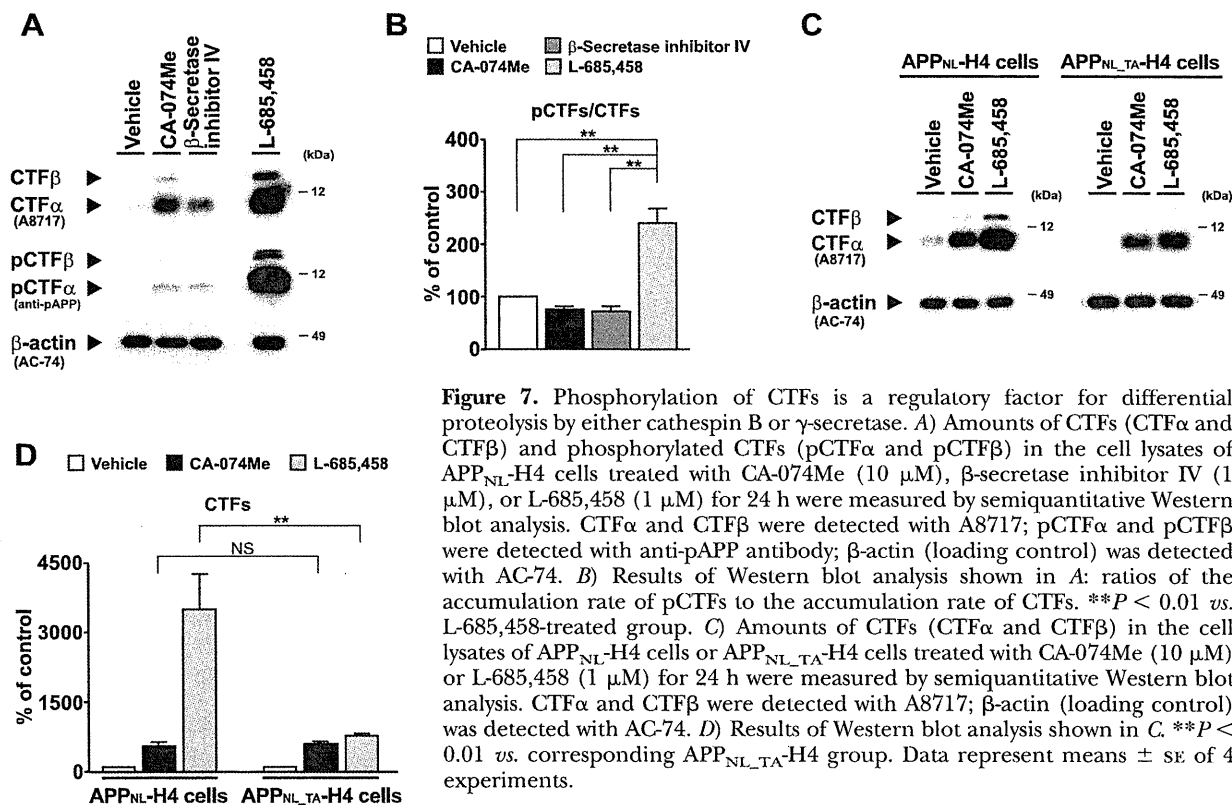 A
Vehicle
CA-074Me
β-Secretase
inhibitor IV
L-685,458
(kDa)
CTFβ
12
CTFα
(A8717)
pCTFβ
12
pCTFα
(anti-pAPP)
β-actin
49
(AC-74)
B
Vehicle
β-Secretase inhibitor IV
CA-074Me
L-685,458
pCTFs/CTFs
**
**
**
400
300
200
100
0
% of control
C
APPNL-H4 cells
APPNL_TA-H4 cells
Vehicle
CA-074Me
L-685,458
(kDa)
Vehicle
CA-074Me
L-685,458
(kDa)
CTFβ
12
12
CTFα
(A8717)
β-actin
49
49
(AC-74)
D
Vehicle
CA-074Me
L-685,458
CTFs
**
NS
4500
3000
1500
0
% of control
APPNL-H4 cells
APPNL_TA-H4 cells
Figure 7. Phosphorylation of CTFs is a regulatory factor for differential
proteolysis by either cathespin B or γ-secretase. A) Amounts of CTFs (CTFα and
CTFβ) and phosphorylated CTFs (pCTFα and pCTFβ) in the cell lysates of
APPNL-H4 cells treated with CA-074Me (10 μM), β-secretase inhibitor IV (1
μM), or L-685,458 (1 μM) for 24 h were measured by semiquantitative Western
blot analysis. CTFα and CTFβ were detected with A8717; pCTFα and pCTFβ
were detected with anti-pAPP antibody; β-actin (loading control) was detected
with AC-74. B) Results of Western blot analysis shown in A: ratios of the
accumulation rate of pCTFs to the accumulation rate of CTFs. **P < 0.01 vs.
L-685,458-treated group. C) Amounts of CTFs (CTFα and CTFβ) in the cell
lysates of APPNL-H4 cells or APPNL_TA-H4 cells treated with CA-074Me (10 μM)
or L-685,458 (1 μM) for 24 h were measured by semiquantitative Western blot
analysis. CTFα and CTFβ were detected with A8717; β-actin (loading control)
was detected with AC-74. D) Results of Western blot analysis shown in C. **P <
0.01 vs. corresponding APPNL_TA-H4 group. Data represent means ± SE of 4
experiments.